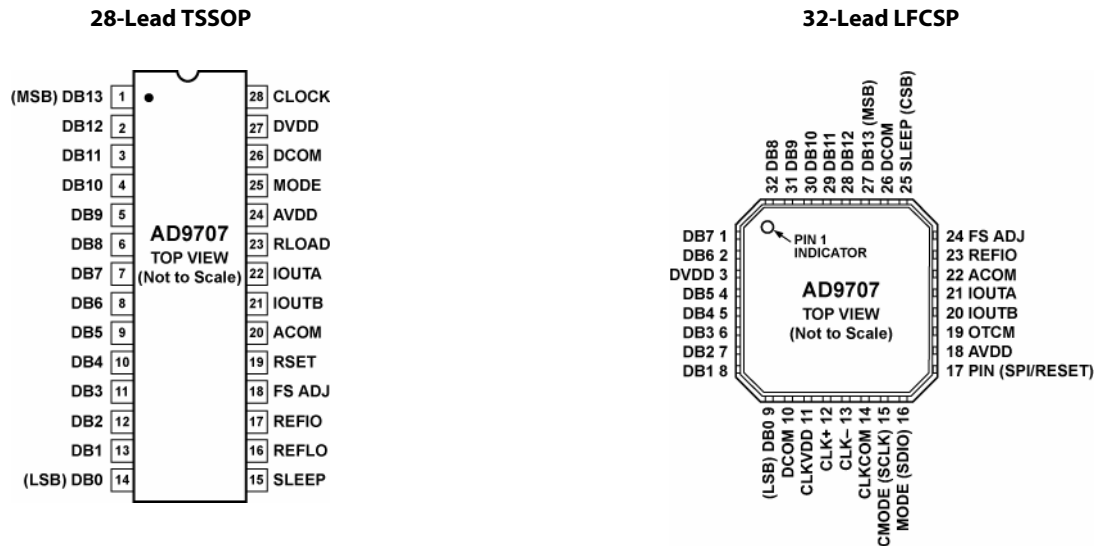 28-Lead TSSOP
(MSB) DB13 1
DB12 2
DB11 3
DB10 4
DB9 5
DB8 6
DB7 7
DB6 8
DB5 9
DB4 10
DB3 11
DB2 12
DB1 13
(LSB) DB0 14
AD9707
TOP VIEW
(Not to Scale)
28 CLOCK
27 DVDD
26 DCOM
25 MODE
24 AVDD
23 RLOAD
22 IOUTA
21 IOUTB
20 ACOM
19 RSET
18 FS ADJ
17 REFIO
16 REFLO
15 SLEEP
32-Lead LFCSP
32 DB8
31 DB9
30 DB10
29 DB11
28 DB12
27 DB13 (MSB)
26 DCOM
25 SLEEP (CSB)
DB7 1
DB6 2
DVDD 3
DB5 4
DB4 5
DB3 6
DB2 7
DB1 8
PIN 1
INDICATOR
AD9707
TOP VIEW
(Not to Scale)
24 FS ADJ
23 REFIO
22 ACOM
21 IOUTA
20 IOUTB
19 OTCM
18 AVDD
17 PIN (SPI/RESET)
(LSB) DB0 9
DCOM 10
CLKVDD 11
CLK+ 12
CLK– 13
CLKCOM 14
CMODE (SCLK) 15
MODE (SDIO) 16